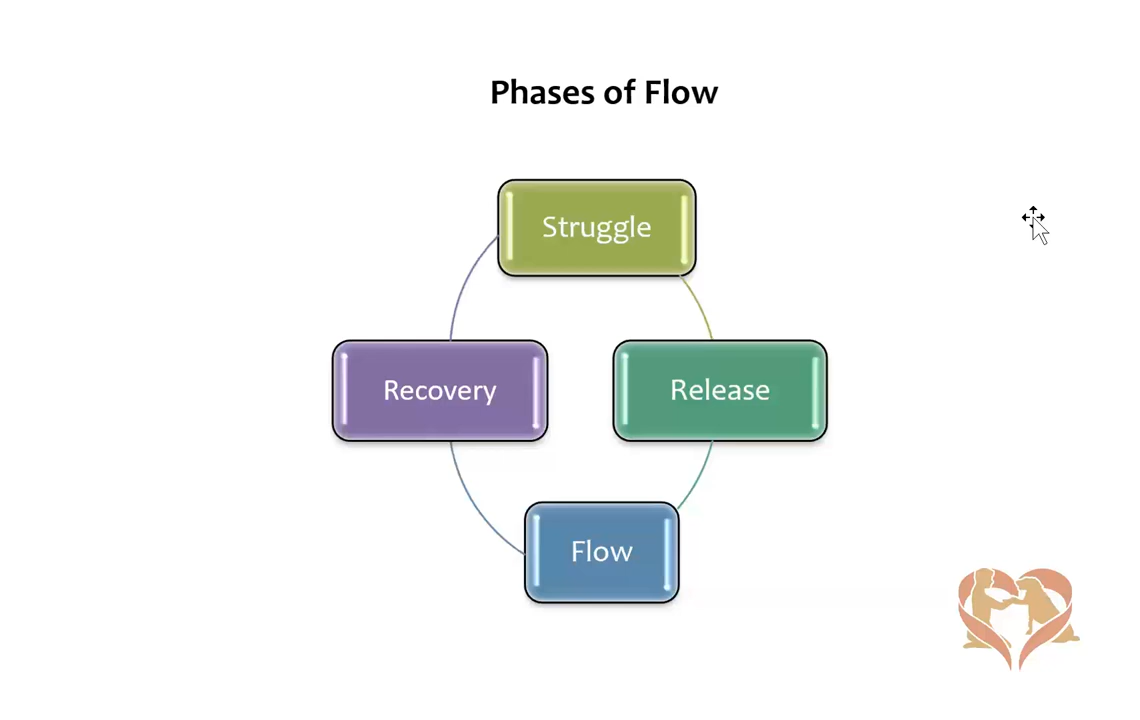 Phases of Flow
Struggle
Recovery
Release
Flow